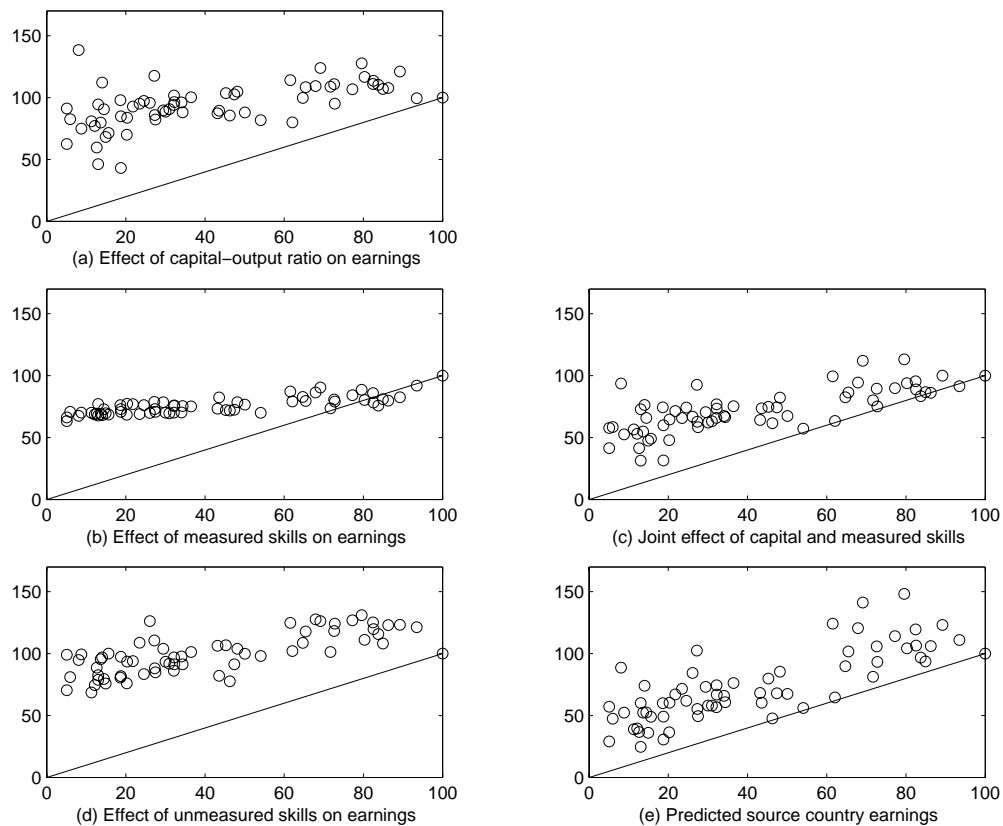 150
100
50
0
0 20 40 60 80 100
(a) Effect of capital−output ratio on earnings
150
100
50
0
0 20 40 60 80 100
(b) Effect of measured skills on earnings
150
100
50
0
0 20 40 60 80 100
(c) Joint effect of capital and measured skills
150
100
50
0
0 20 40 60 80 100
(d) Effect of unmeasured skills on earnings
150
100
50
0
0 20 40 60 80 100
(e) Predicted source country earnings